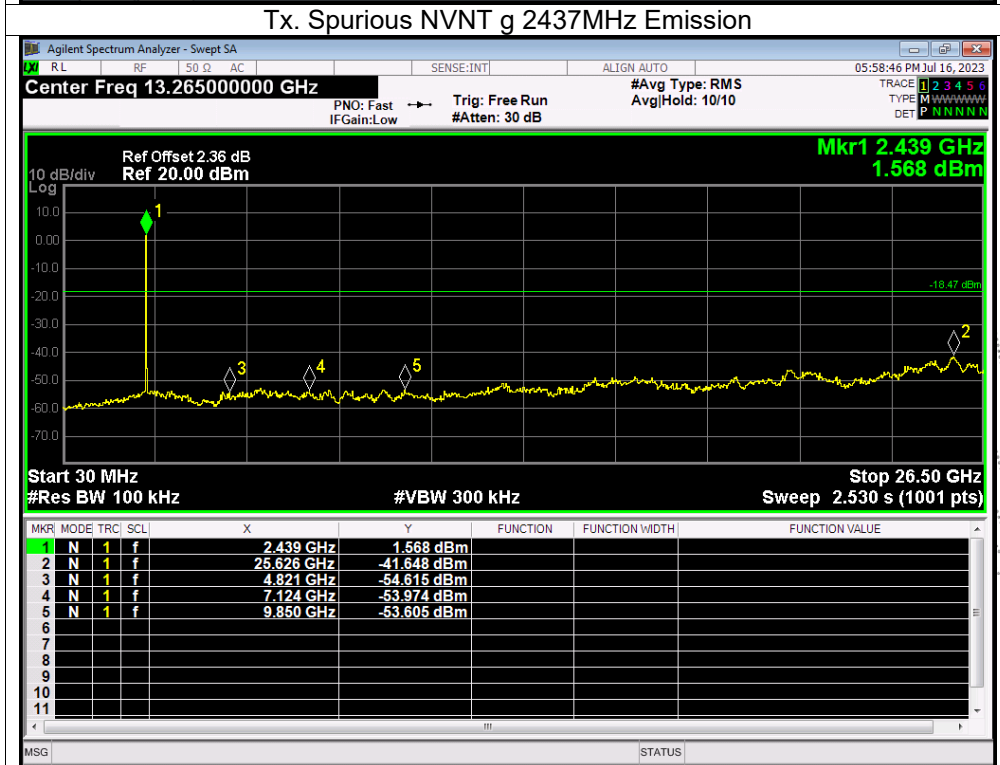 Tx. Spurious NVNT g 2437MHz Emission
Agilent Spectrum Analyzer - Swept SA
LXI RL RF 50 Ω AC SENSE:INT ALIGN AUTO 05:58:46 PM Jul 16, 2023
Center Freq 13.265000000 GHz
PNO: Fast
IFGain:Low
Trig: Free Run
#Atten: 30 dB
#Avg Type: RMS
Avg|Hold: 10/10
TRACE 1 2 3 4 5 6
TYPE M WWWWW
DET P N N N N N
Ref Offset 2.36 dB
10 dB/div Ref 20.00 dBm
Log
Mkr1 2.439 GHz
1.568 dBm
10.0
0.00
-10.0
-20.0
-30.0
-40.0
-50.0
-60.0
-70.0
1
-18.47 dBm
2
3
4
5
Start 30 MHz Stop 26.50 GHz
#Res BW 100 kHz #VBW 300 kHz Sweep 2.530 s (1001 pts)
MKR MODE TRC SCL X Y FUNCTION FUNCTION WIDTH FUNCTION VALUE
1 N 1 f 2.439 GHz 1.568 dBm
2 N 1 f 25.626 GHz -41.648 dBm
3 N 1 f 4.821 GHz -54.615 dBm
4 N 1 f 7.124 GHz -53.974 dBm
5 N 1 f 9.850 GHz -53.605 dBm
6
7
8
9
10
11
MSG STATUS